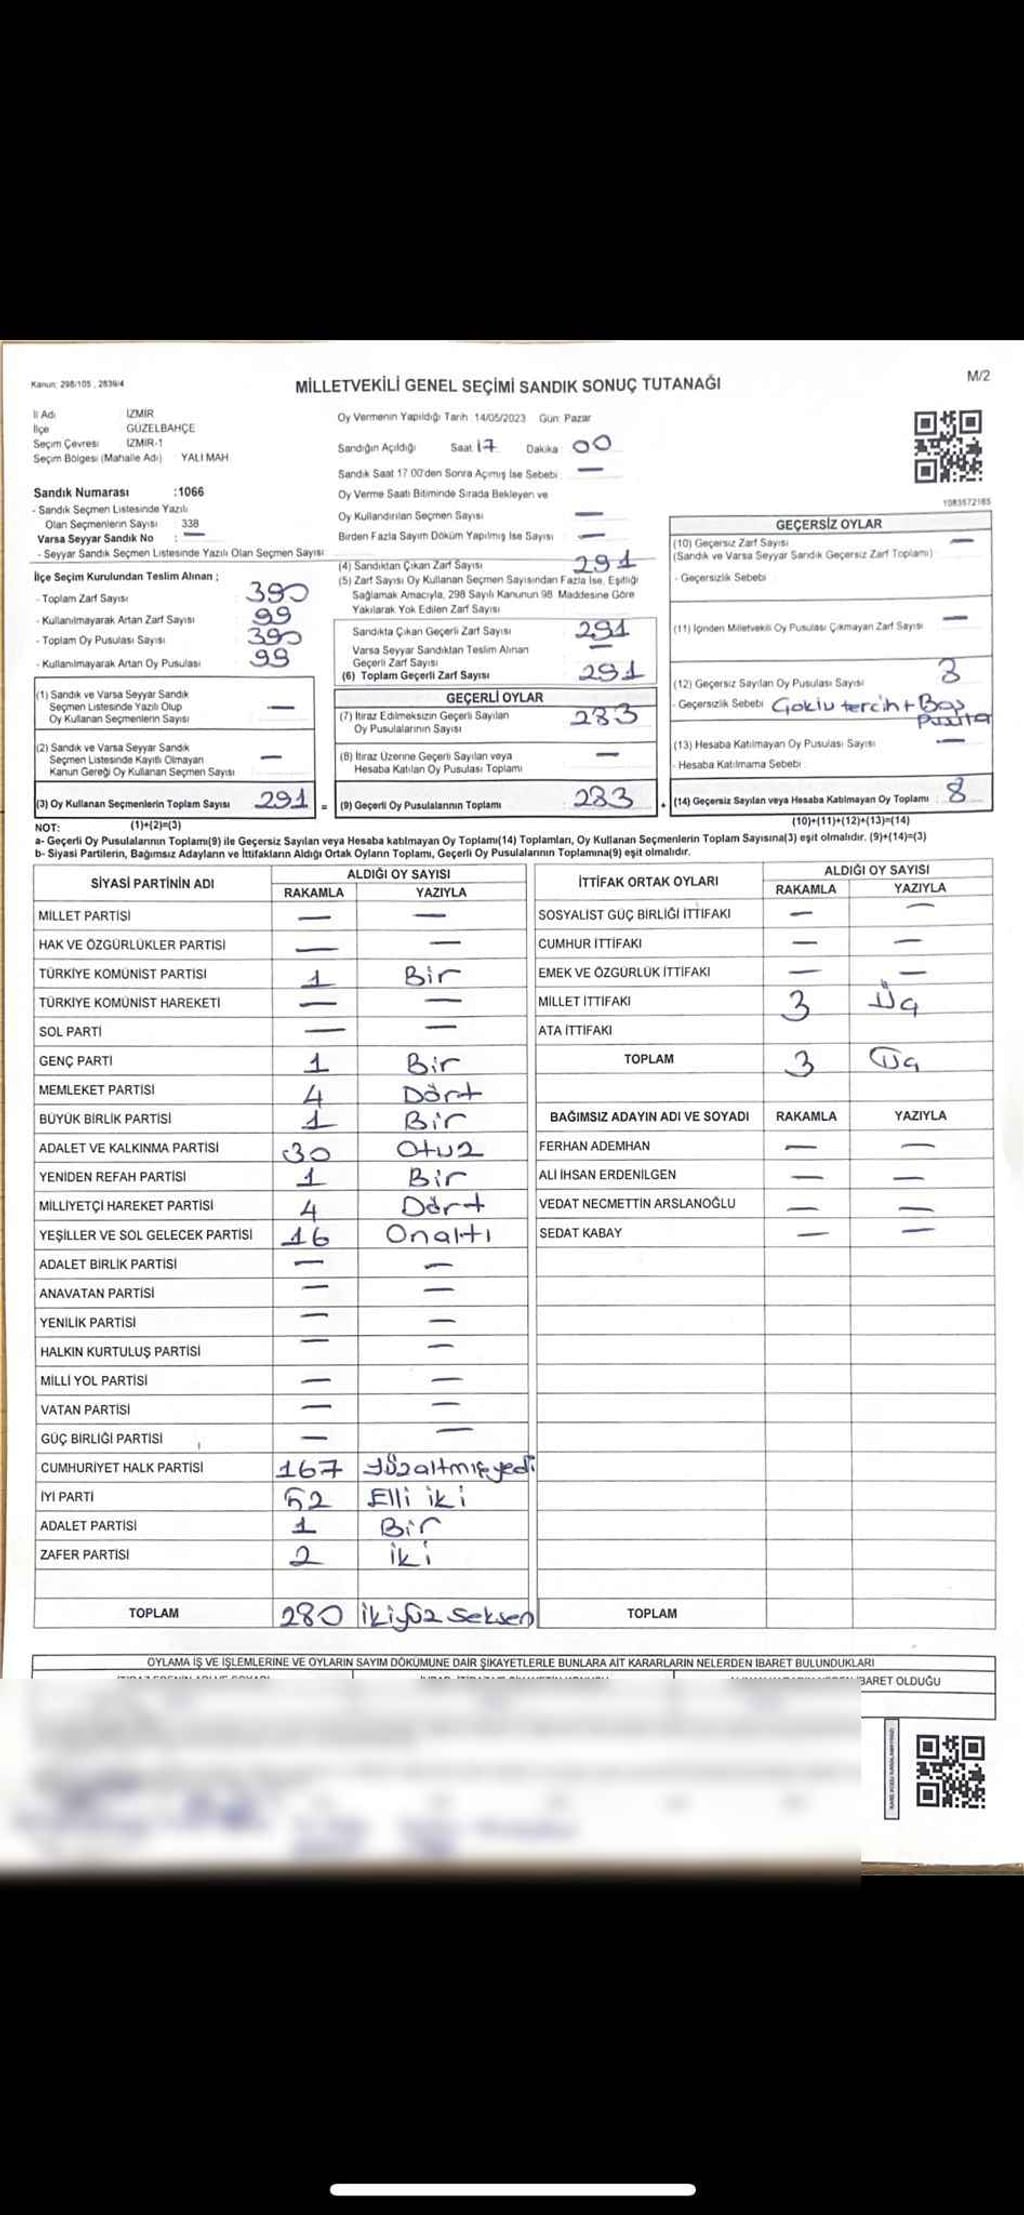 Kanun: 298/105, 2839/4
MİLLETVEKİLİ GENEL SEÇİMİ SANDIK SONUÇ TUTANAĞI
M/2
İl Adı İZMİR
İlçe GÜZELBAHÇE
Seçim Çevresi İZMİR-1
Seçim Bölgesi (Mahalle Adı) YALI MAH
Sandık Numarası :1066
- Sandık Seçmen Listesinde Yazılı
Olan Seçmenlerin Sayısı 338
Varsa Seyyar Sandık No : —
- Seyyar Sandık Seçmen Listesinde Yazılı Olan Seçmen Sayısı
İlçe Seçim Kurulundan Teslim Alınan ;
- Toplam Zarf Sayısı 390
- Kullanılmayarak Artan Zarf Sayısı 99
- Toplam Oy Pusulası Sayısı 390
- Kullanılmayarak Artan Oy Pusulası 99
(1) Sandık ve Varsa Seyyar Sandık
Seçmen Listesinde Yazılı Olup
Oy Kullanan Seçmenlerin Sayısı —
(2) Sandık ve Varsa Seyyar Sandık
Seçmen Listesinde Kayıtlı Olmayan
Kanun Gereği Oy Kullanan Seçmen Sayısı —
(3) Oy Kullanan Seçmenlerin Toplam Sayısı 291 =
Oy Vermenin Yapıldığı Tarih 14/05/2023 Gün: Pazar
Sandığın Açıldığı Saat 17 Dakika 00
Sandık Saat 17 00'den Sonra Açımış İse Sebebi : —
Oy Verme Saati Bitiminde Sırada Bekleyen ve
Oy Kullandırılan Seçmen Sayısı —
Birden Fazla Sayım Döküm Yapılmış İse Sayısı —
(4) Sandıktan Çıkan Zarf Sayısı 291
(5) Zarf Sayısı Oy Kullanan Seçmen Sayısından Fazla İse, Eşitliği
Sağlamak Amacıyla, 298 Sayılı Kanunun 98 Maddesine Göre
Yakılarak Yok Edilen Zarf Sayısı
Sandıkta Çıkan Geçerli Zarf Sayısı 291
Varsa Seyyar Sandıktan Teslim Alınan
Geçerli Zarf Sayısı —
(6) Toplam Geçerli Zarf Sayısı 291
GEÇERLİ OYLAR
(7) İtiraz Edilmeksizin Geçerli Sayılan
Oy Pusulalarının Sayısı 283
(8) İtiraz Üzerine Geçerli Sayılan veya
Hesaba Katılan Oy Pusulası Toplamı —
(9) Geçerli Oy Pusulalarının Toplamı 283 +
1083572185
GEÇERSİZ OYLAR
(10) Geçersiz Zarf Sayısı —
(Sandık ve Varsa Seyyar Sandık Geçersiz Zarf Toplamı)
- Geçersizlik Sebebi
(11) İçinden Milletvekili Oy Pusulası Çıkmayan Zarf Sayısı —
(12) Geçersiz Sayılan Oy Pusulası Sayısı 8
- Geçersizlik Sebebi tercih + Boş
Pusula
(13) Hesaba Katılmayan Oy Pusulası Sayısı —
- Hesaba Katılmama Sebebi
(14) Geçersiz Sayılan veya Hesaba Katılmayan Oy Toplamı 8
NOT: (1)+(2)=(3) (10)+(11)+(12)+(13)=(14)
a- Geçerli Oy Pusulalarının Toplamı(9) ile Geçersiz Sayılan veya Hesaba katılmayan Oy Toplamı(14) Toplamları, Oy Kullanan Seçmenlerin Toplam Sayısına(3) eşit olmalıdır. (9)+(14)=(3)
b- Siyasi Partilerin, Bağımsız Adayların ve İttifakların Aldığı Ortak Oyların Toplamı, Geçerli Oy Pusulalarının Toplamına(9) eşit olmalıdır.
SİYASİ PARTİNİN ADI ALDIĞI OY SAYISI
RAKAMLA YAZIYLA
MİLLET PARTİSİ — —
HAK VE ÖZGÜRLÜKLER PARTİSİ — —
TÜRKİYE KOMÜNİST PARTİSİ 1 Bir
TÜRKİYE KOMÜNİST HAREKETİ — —
SOL PARTİ — —
GENÇ PARTİ 1 Bir
MEMLEKET PARTİSİ 4 Dört
BÜYÜK BİRLİK PARTİSİ 1 Bir
ADALET VE KALKINMA PARTİSİ 30 Otuz
YENİDEN REFAH PARTİSİ 1 Bir
MİLLİYETÇİ HAREKET PARTİSİ 4 Dört
YEŞİLLER VE SOL GELECEK PARTİSİ 16 Onaltı
ADALET BİRLİK PARTİSİ — —
ANAVATAN PARTİSİ — —
YENİLİK PARTİSİ — —
HALKIN KURTULUŞ PARTİSİ — —
MİLLİ YOL PARTİSİ — —
VATAN PARTİSİ — —
GÜÇ BİRLİĞİ PARTİSİ — —
CUMHURİYET HALK PARTİSİ 167 Yüzaltmışyedi
İYİ PARTİ 52 Elli iki
ADALET PARTİSİ 1 Bir
ZAFER PARTİSİ 2 iki
TOPLAM 280 İkiyüz Seksen
İTTİFAK ORTAK OYLARI ALDIĞI OY SAYISI
RAKAMLA YAZIYLA
SOSYALİST GÜÇ BİRLİĞİ İTTİFAKI — —
CUMHUR İTTİFAKI — —
EMEK VE ÖZGÜRLÜK İTTİFAKI — —
MİLLET İTTİFAKI 3 Üç
ATA İTTİFAKI
TOPLAM 3 Üç
BAĞIMSIZ ADAYIN ADI VE SOYADI RAKAMLA YAZIYLA
FERHAN ADEMHAN — —
ALİ İHSAN ERDENİLGEN — —
VEDAT NECMETTİN ARSLANOĞLU — —
SEDAT KABAY — —
TOPLAM
OYLAMA İŞ VE İŞLEMLERİNE VE OYLARIN SAYIM DÖKÜMÜNE DAİR ŞİKAYETLERLE BUNLARA AİT KARARLARIN NELERDEN İBARET BULUNDUKLARI
BARET OLDUĞU